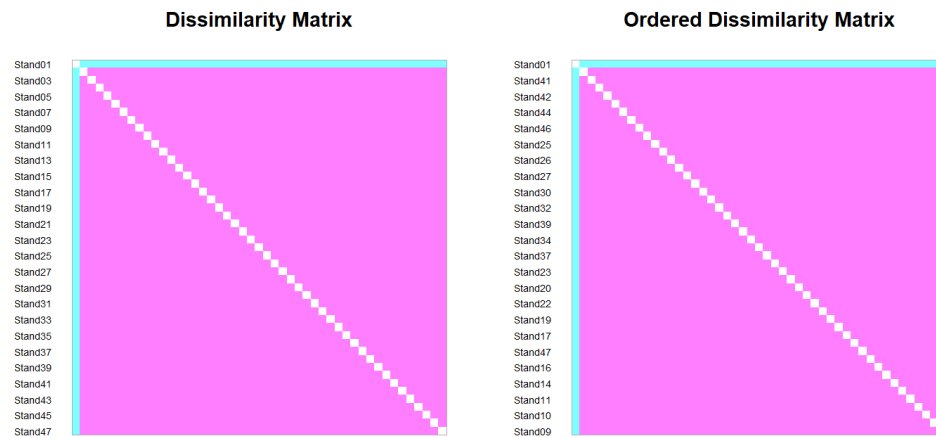 Dissimilarity Matrix
Stand01
Stand03
Stand05
Stand07
Stand09
Stand11
Stand13
Stand15
Stand17
Stand19
Stand21
Stand23
Stand25
Stand27
Stand29
Stand31
Stand33
Stand35
Stand37
Stand39
Stand41
Stand43
Stand45
Stand47
Ordered Dissimilarity Matrix
Stand01
Stand41
Stand42
Stand44
Stand46
Stand25
Stand26
Stand27
Stand30
Stand32
Stand39
Stand34
Stand37
Stand23
Stand20
Stand22
Stand19
Stand17
Stand47
Stand16
Stand14
Stand11
Stand10
Stand09